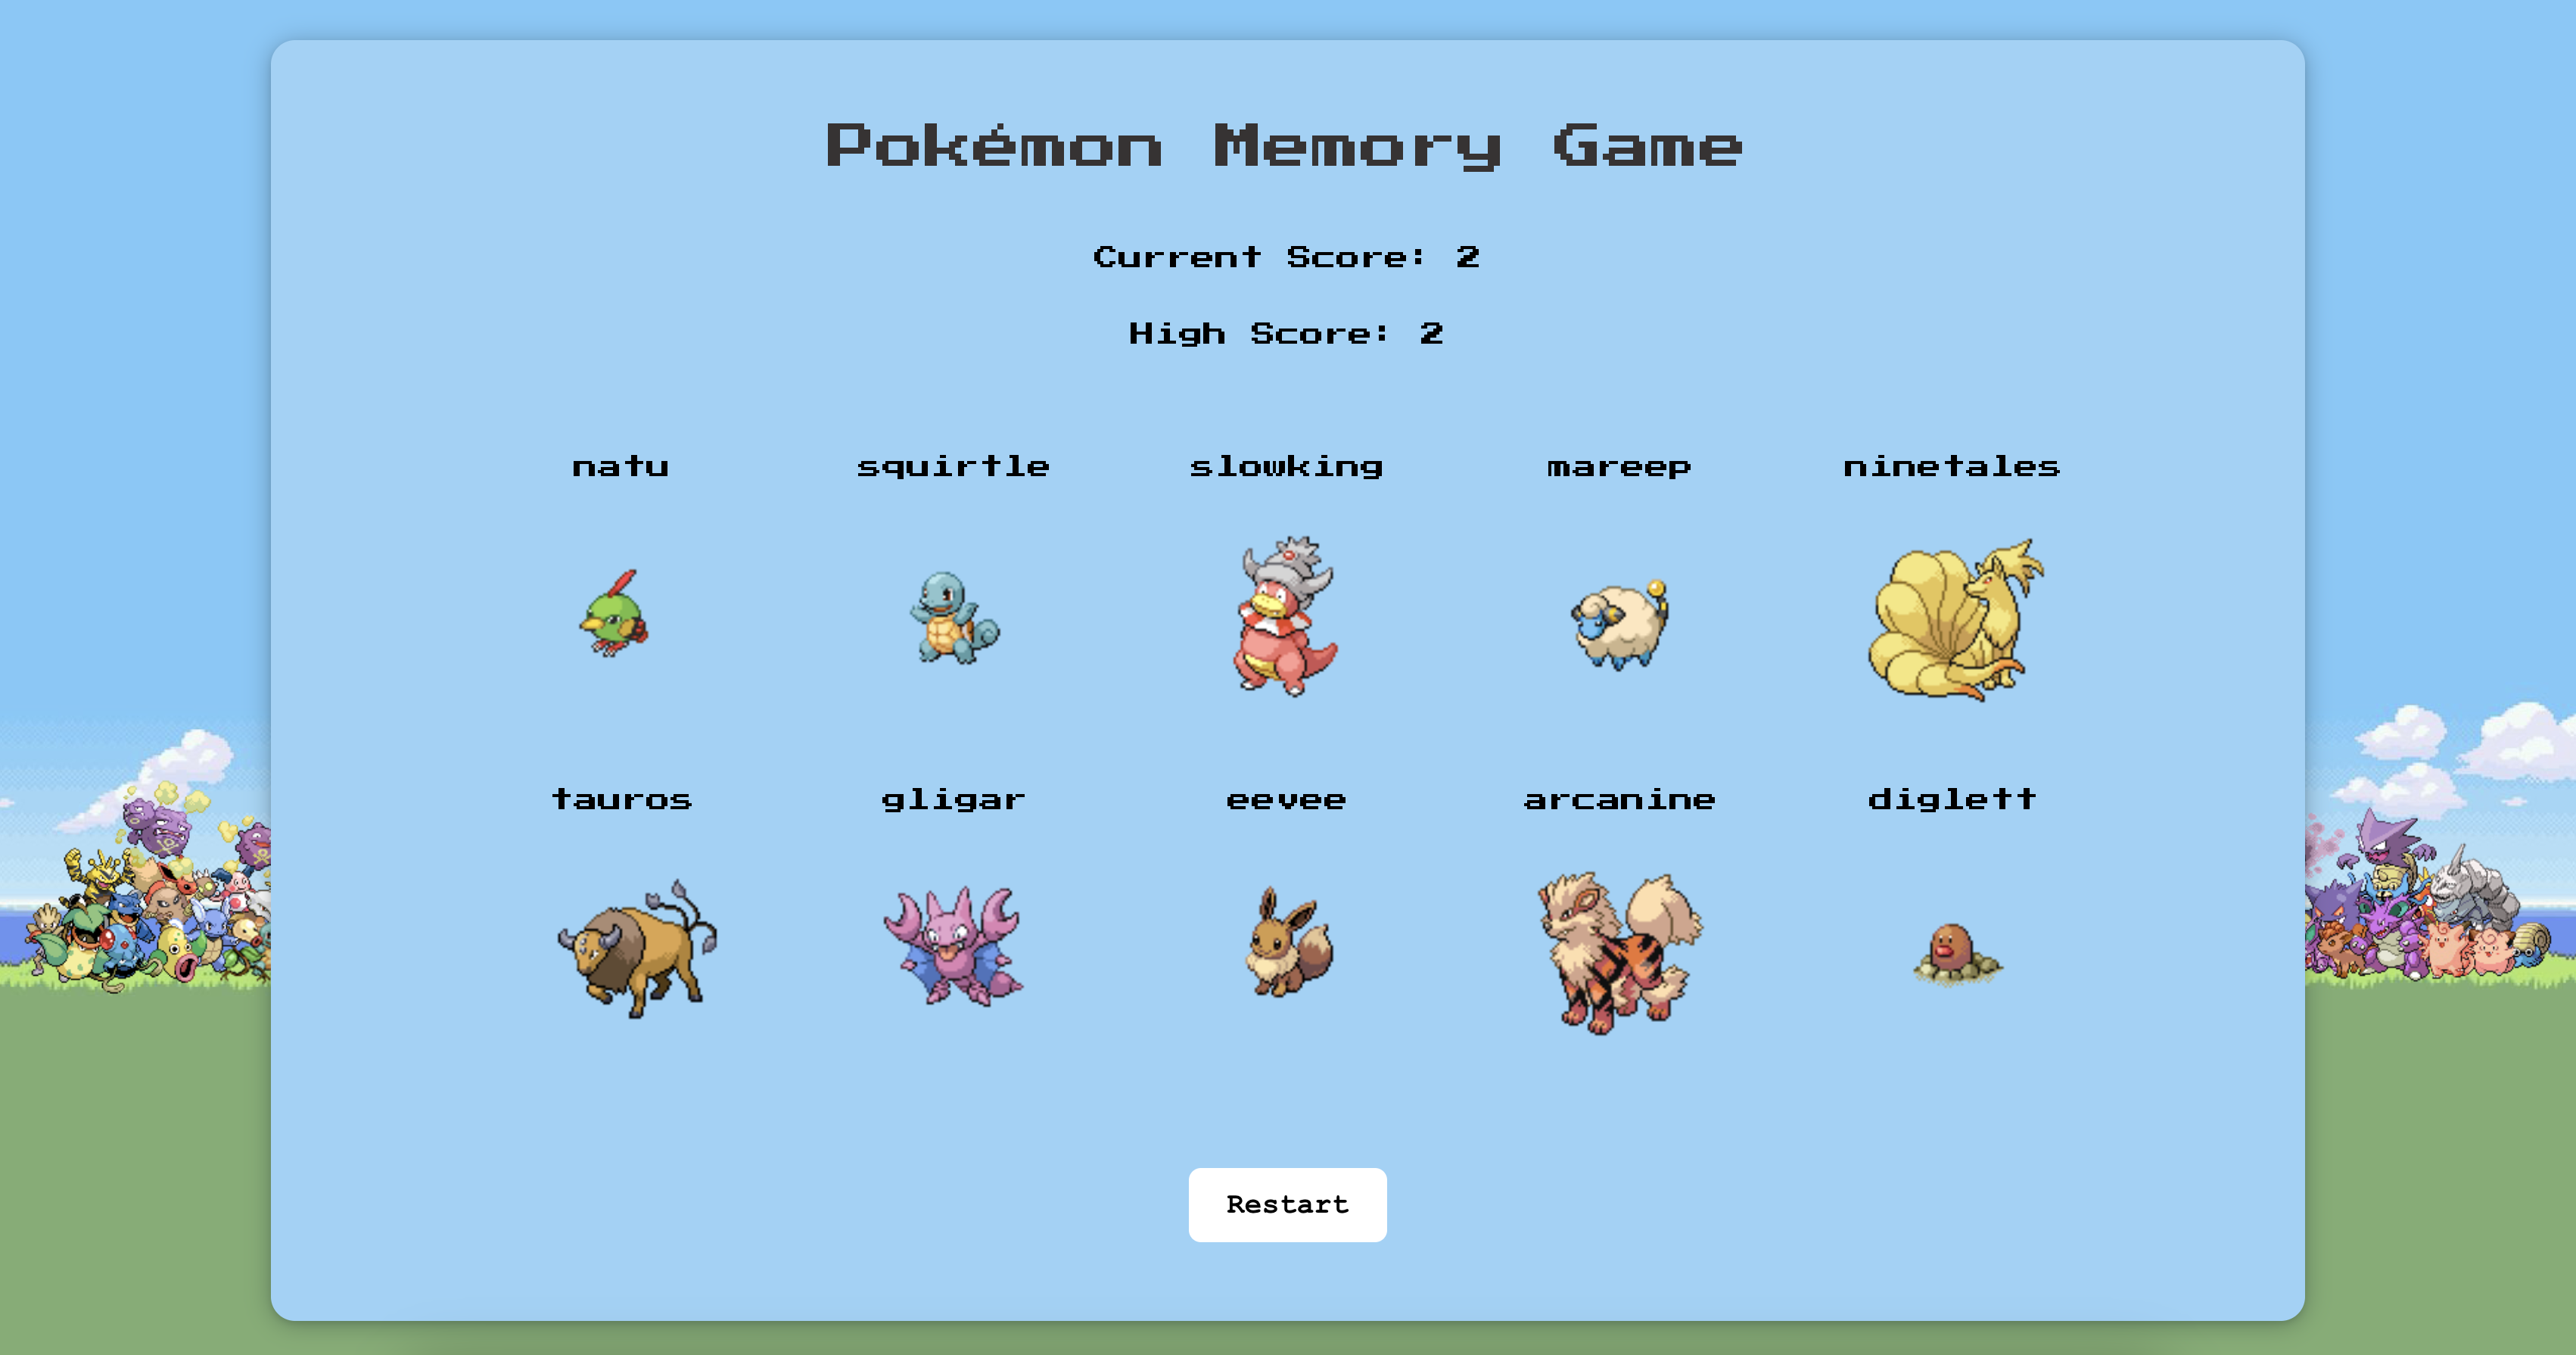 Pokémon Memory Game
Current Score: 2
High Score: 2
natu squirtle slowking mareep ninetales
tauros gligar eevee arcanine diglett
Restart